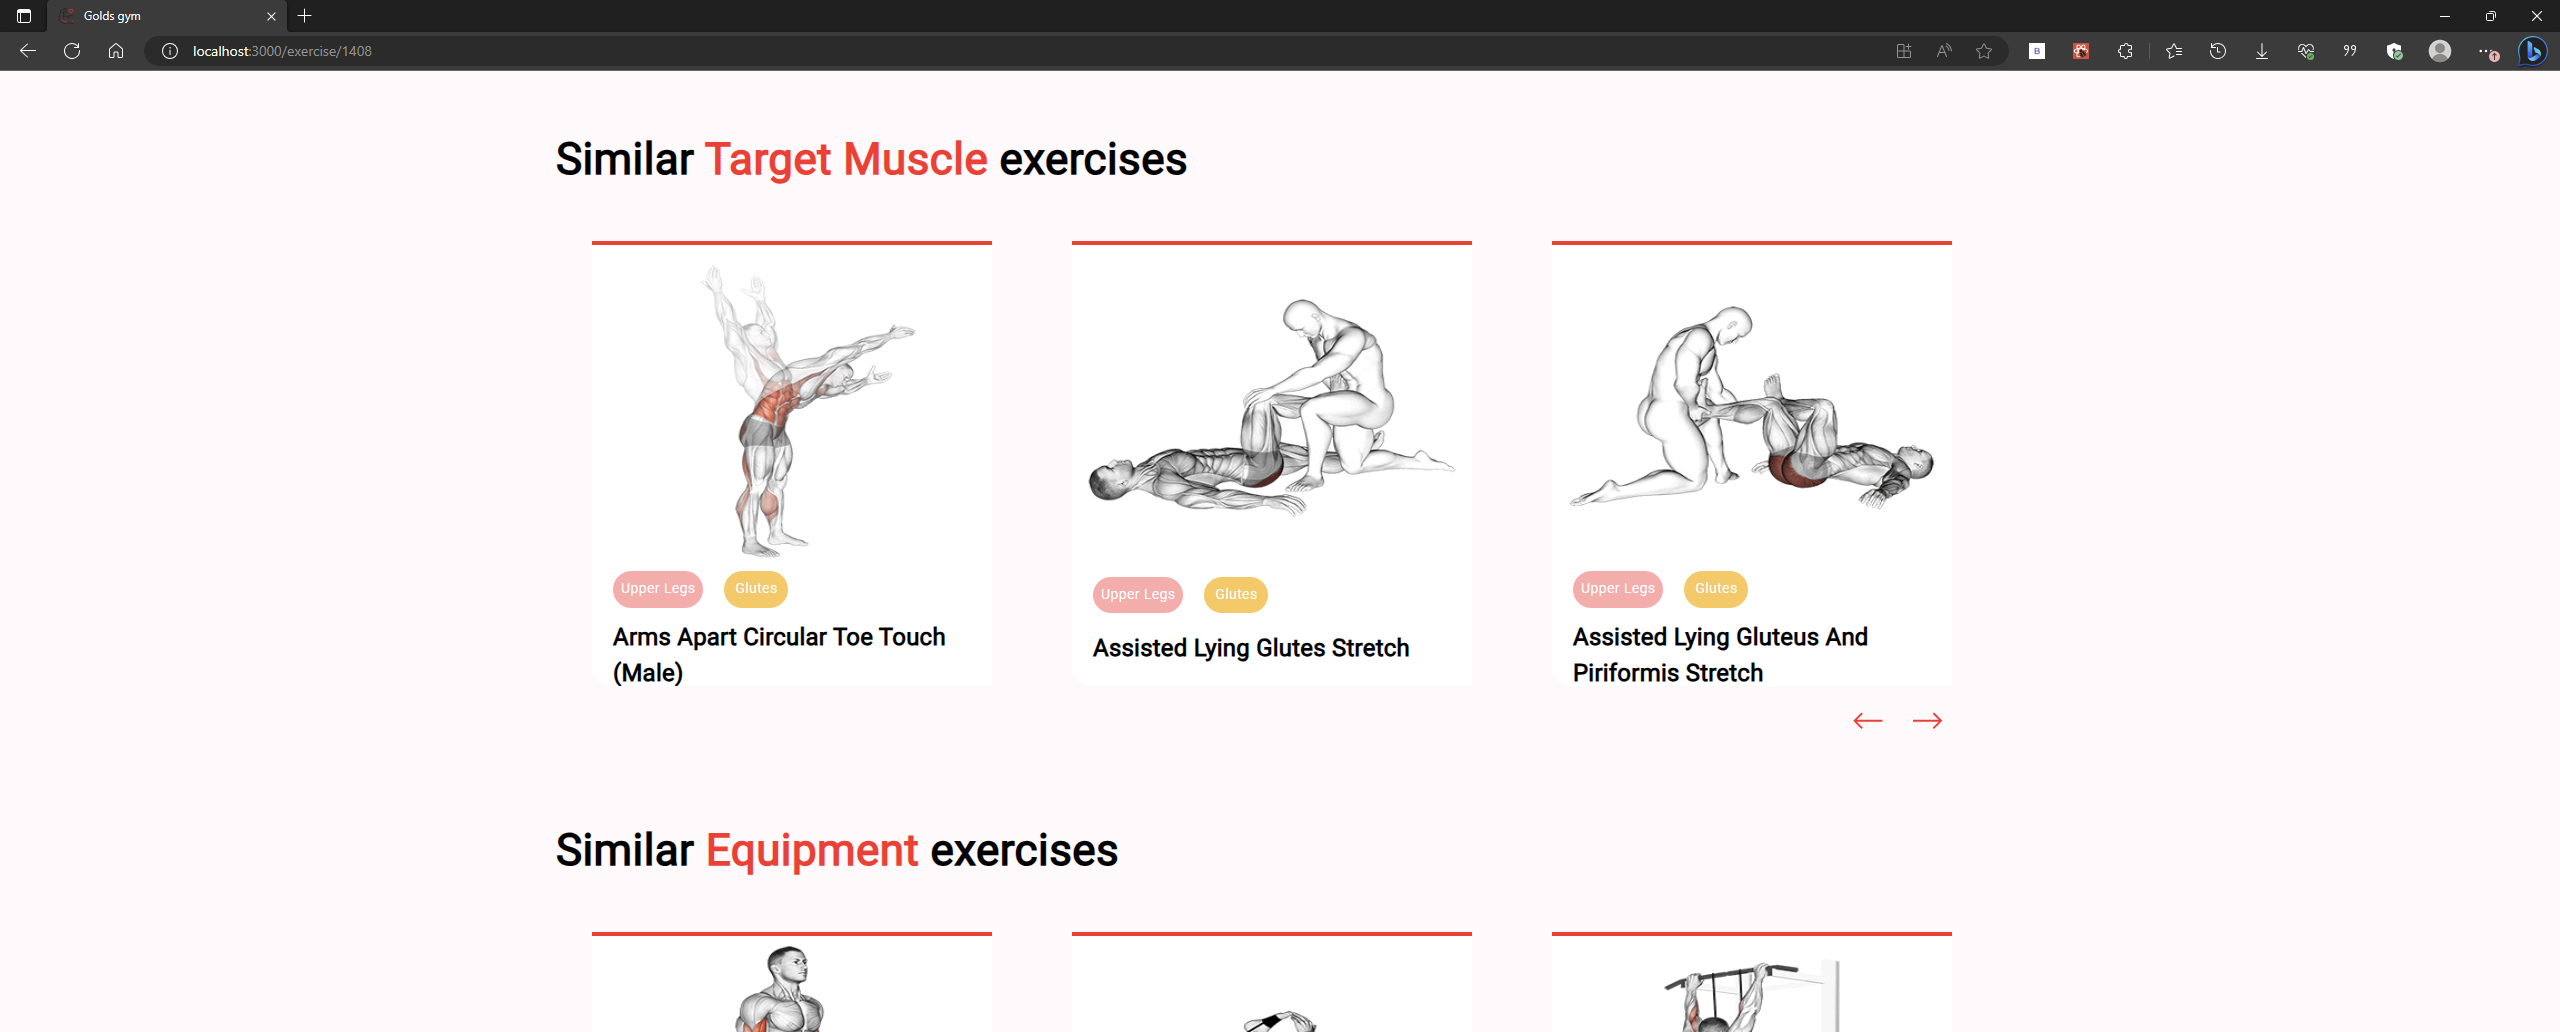 Golds gym
localhost:3000/exercise/1408
Similar Target Muscle exercises
Upper Legs Glutes
Arms Apart Circular Toe Touch
(Male)
Upper Legs Glutes
Assisted Lying Glutes Stretch
Upper Legs Glutes
Assisted Lying Gluteus And
Piriformis Stretch
Similar Equipment exercises